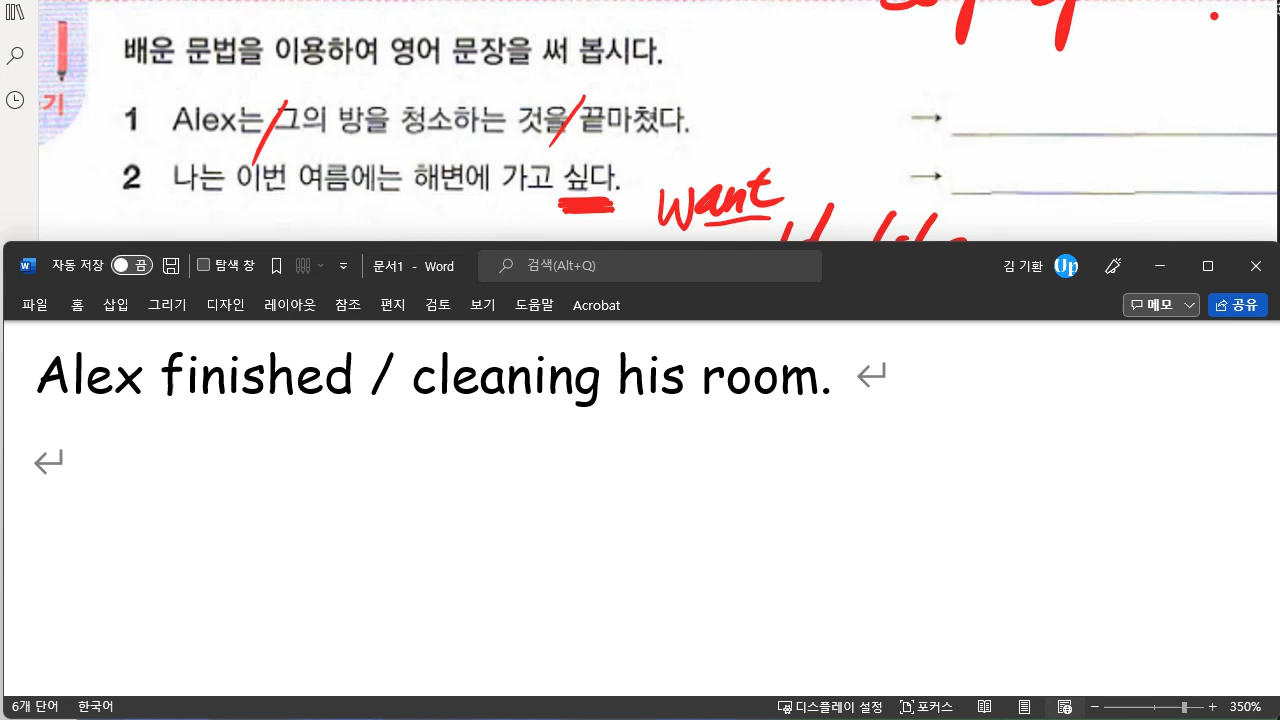 배운 문법을 이용하여 영어 문장을 써 봅시다.
기
1 Alex는 / 그의 방을 청소하는 것을 / 끝마쳤다. →
2 나는 이번 여름에는 해변에 가고 싶다. →
want
자동 저장 끔 탐색 창 문서1 - Word 검색(Alt+Q) 김 기환 Up
파일 홈 삽입 그리기 디자인 레이아웃 참조 편지 검토 보기 도움말 Acrobat 메모 공유
Alex finished / cleaning his room.
6개 단어 한국어 디스플레이 설정 포커스 350%